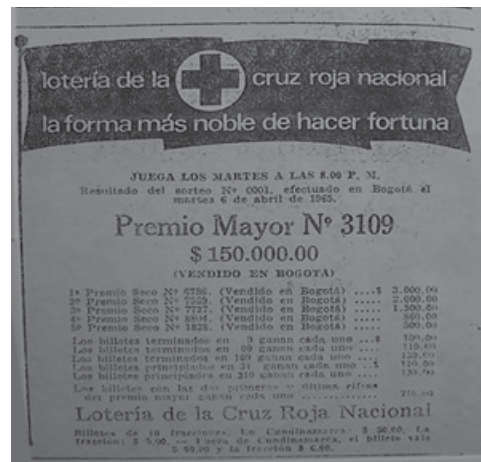 lotería de la cruz roja nacional
la forma más noble de hacer fortuna
JUEGA LOS MARTES A LAS 8.00 P. M.
Resultado del sorteo Nº 0001, efectuado en Bogotá el
martes 6 de abril de 1965.
Premio Mayor Nº 3109
$ 150.000.00
(VENDIDO EN BOGOTA)
1º Premio Seco Nº 6786. (Vendido en Bogotá) ....$ 3.000.00
2º Premio Seco Nº (Vendido en Bogotá) ..... 2.000.00
3º Premio Seco Nº 7727. (Vendido en Bogotá) ..... 1.500.00
4º Premio Seco Nº (Vendido en Bogotá) .....
5º Premio Seco Nº 1828. (Vendido en Bogotá) ..... 500.00
Los billetes terminados en 9 ganan cada uno ...$
Los billetes terminados en 09 ganan cada uno ....
Los billetes terminados en 109 ganan cada uno ....
Los billetes principiados en 31 ganan cada uno ....
Los billetes principiados en 310 ganan cada uno ....
Los billetes con las dos primeras y última cifras
del premio mayor ganan cada uno
Lotería de la Cruz Roja Nacional
Billetes de 10 fracciones. En Cundinamarca: $ 50.00. La
fracción: $ 5.00. — Fuera de Cundinamarca, el billete vale
$ 60.00 y la fracción $ 6.00.